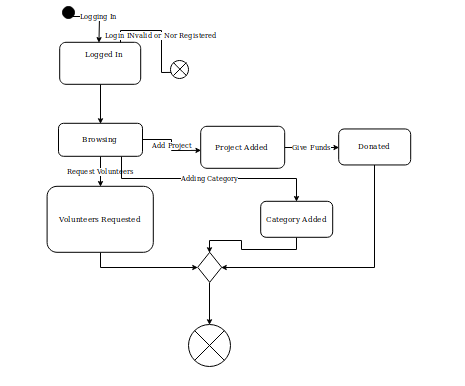 Logging In
Login INvalid or Nor Registered
Logged In
Browsing
Add Project
Project Added
Give Funds
Donated
Request Volunteers
Adding Category
Volunteers Requested
Category Added